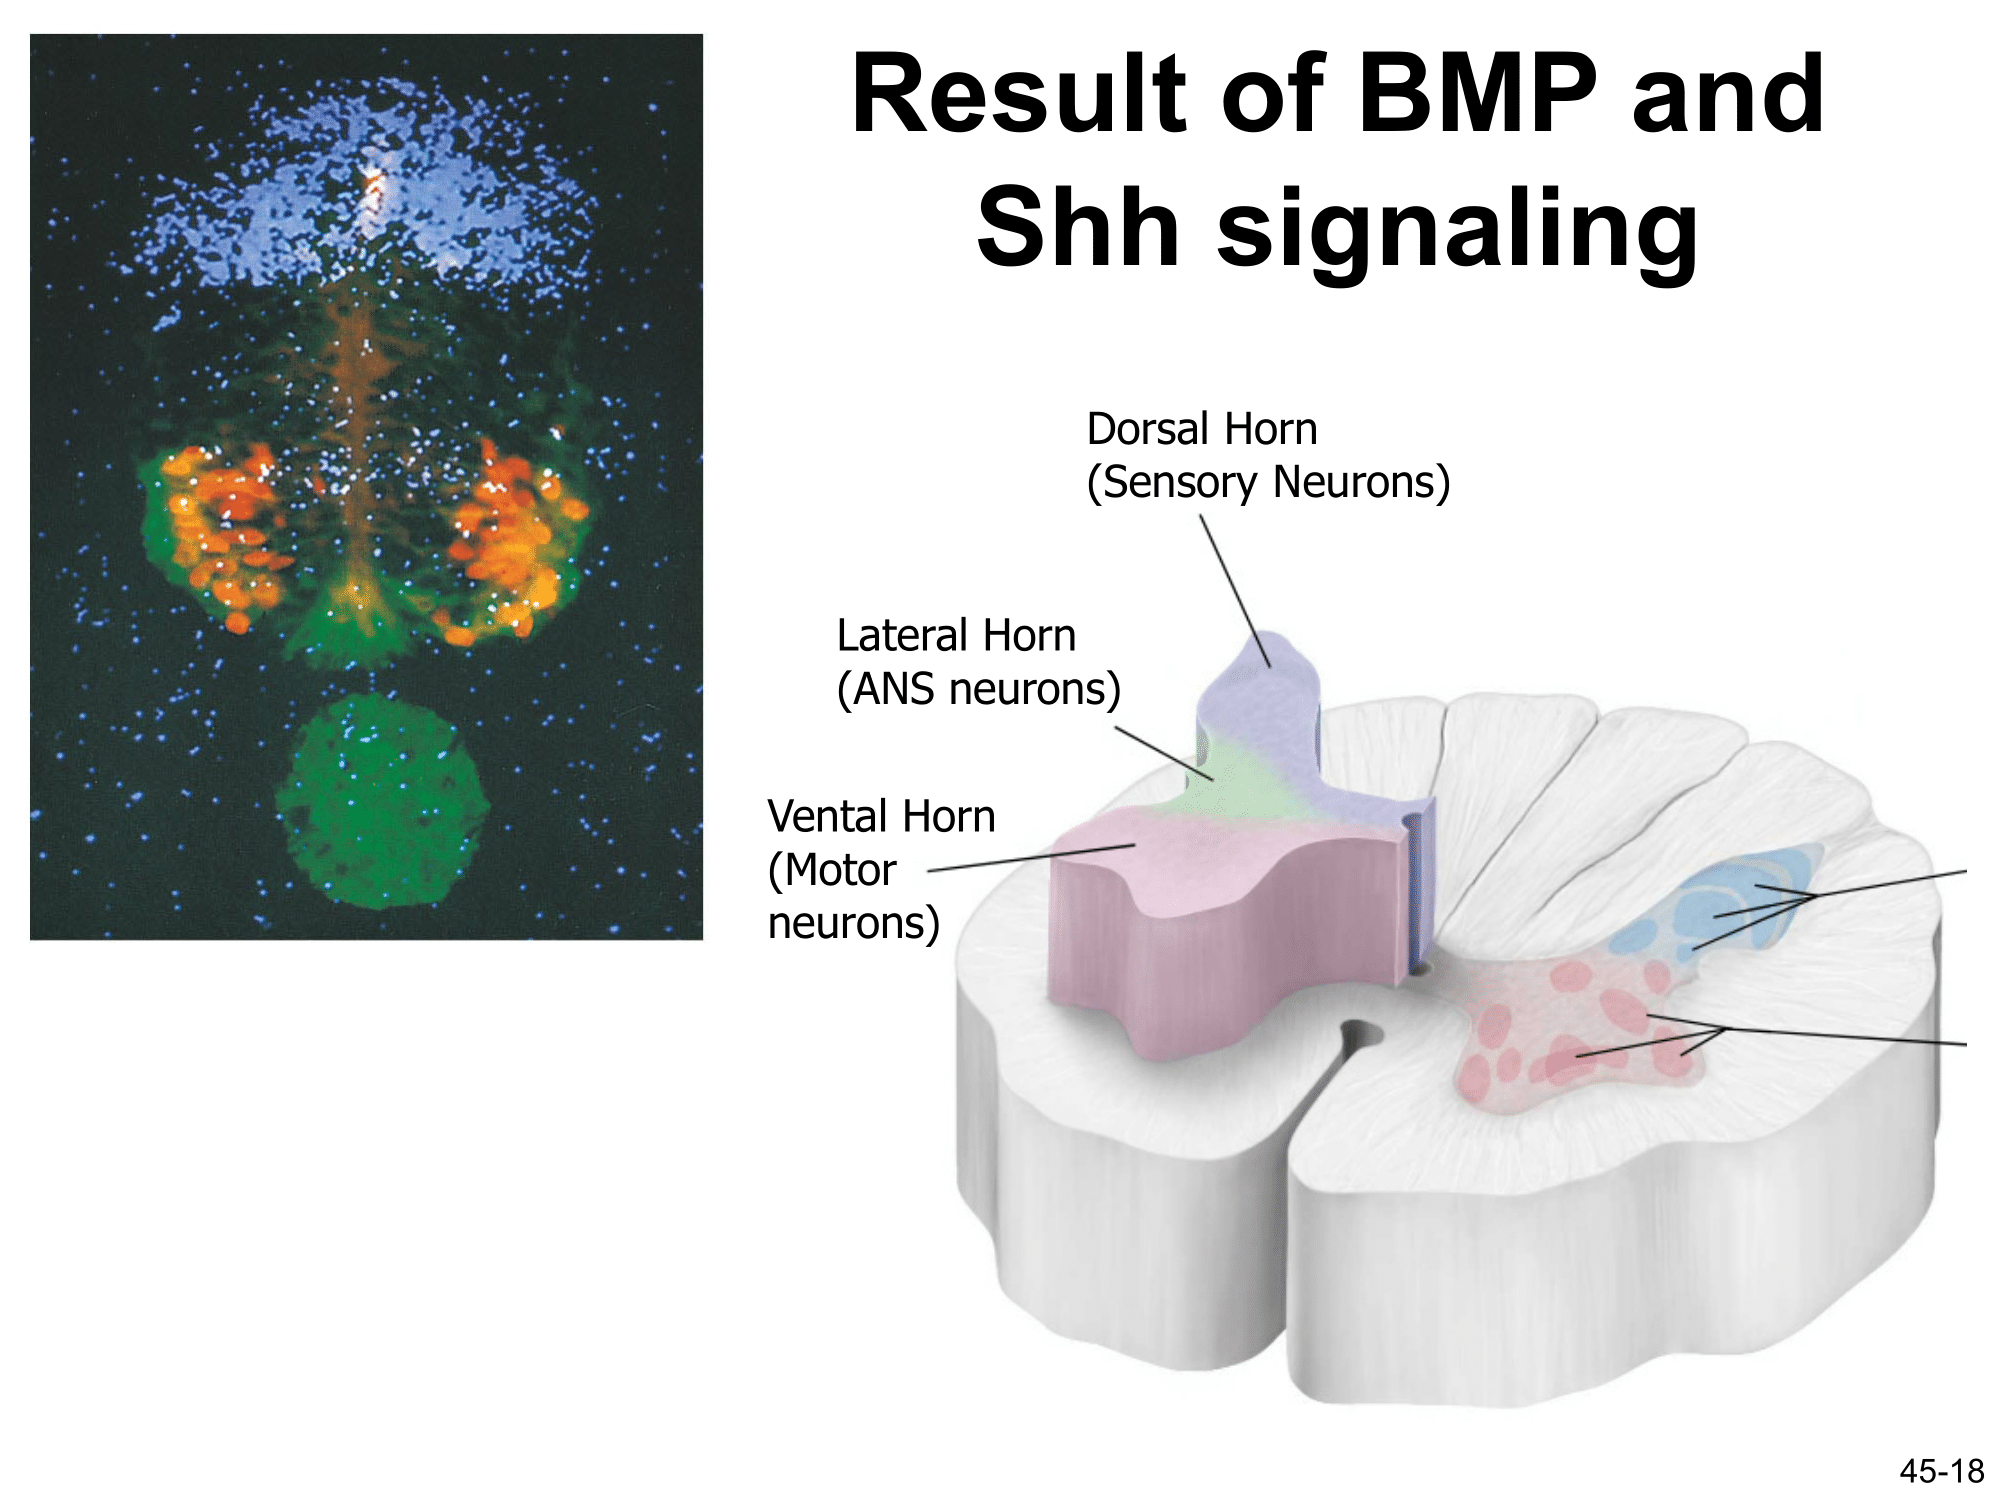 Result of BMP and
Shh signaling
Dorsal Horn
(Sensory Neurons)
Lateral Horn
(ANS neurons)
Vental Horn
(Motor
neurons)
45-18